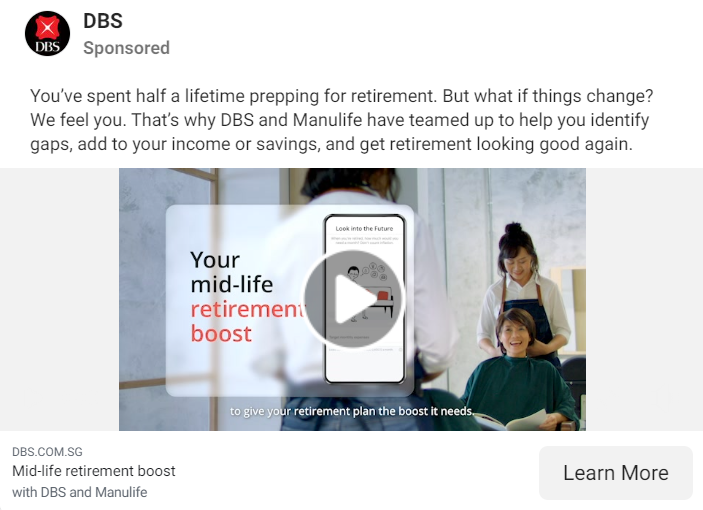 DBS
DBS
Sponsored
You've spent half a lifetime prepping for retirement. But what if things change?
We feel you. That's why DBS and Manulife have teamed up to help you identify
gaps, add to your income or savings, and get retirement looking good again.
Look into the Future
Your
mid-life
retirement
boost
to give your retirement plan the boost it needs.
DBS.COM.SG
Mid-life retirement boost
with DBS and Manulife
Learn More